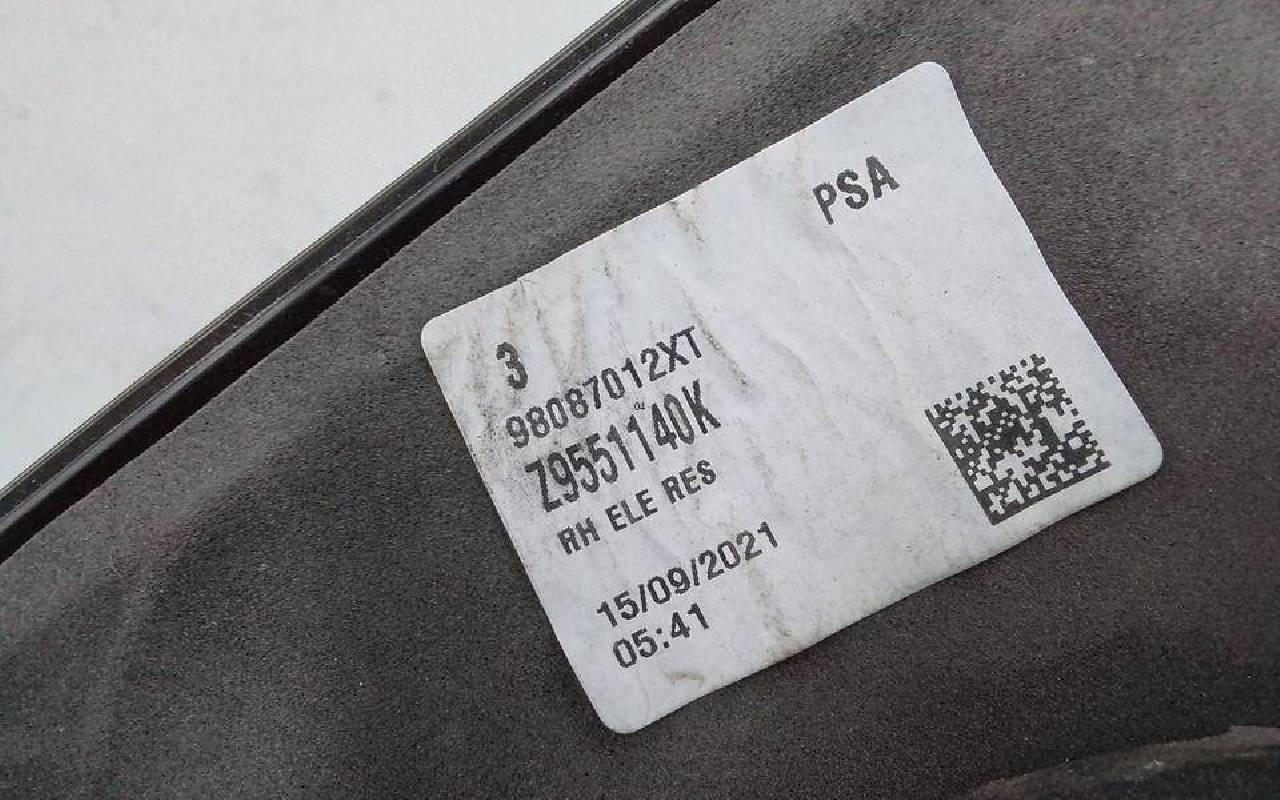 PSA
3
98087012XT
Z9551140K
RH ELE RES
15/09/2021
05:41